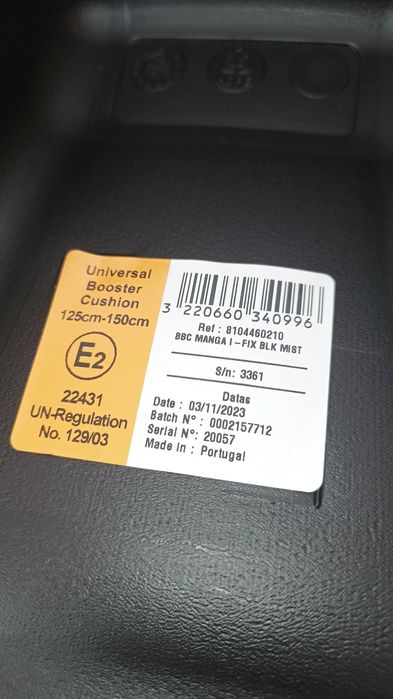 Universal
Booster
Cushion
125cm-150cm
E2
22431
UN-Regulation
No. 129/03
3 220660 340996
Ref : 8104460210
BBC MANGA I-FIX BLK MIST
S/n: 3361
Datas
Date : 03/11/2023
Batch N° : 0002157712
Serial N°: 20057
Made in : Portugal